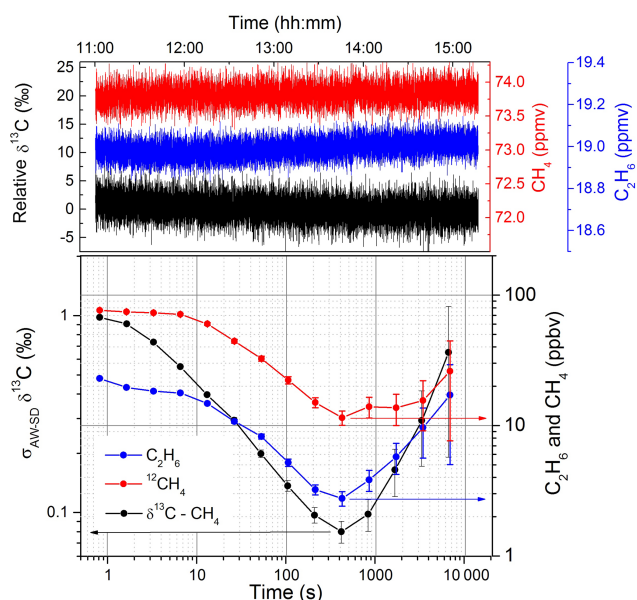 Time (hh:mm)
11:00 12:00 13:00 14:00 15:00
25
20
15
10
5
0
-5
Relative δ¹³C (‰)
74.0
73.5
73.0
72.5
72.0
CH₄ (ppmv)
19.4
19.2
19.0
18.8
18.6
C₂H₆ (ppmv)
1
0.1
σAW-SD δ¹³C (‰)
100
10
1
C₂H₆ and CH₄ (ppbv)
C₂H₆
¹²CH₄
δ¹³C - CH₄
1 10 100 1000 10 000
Time (s)